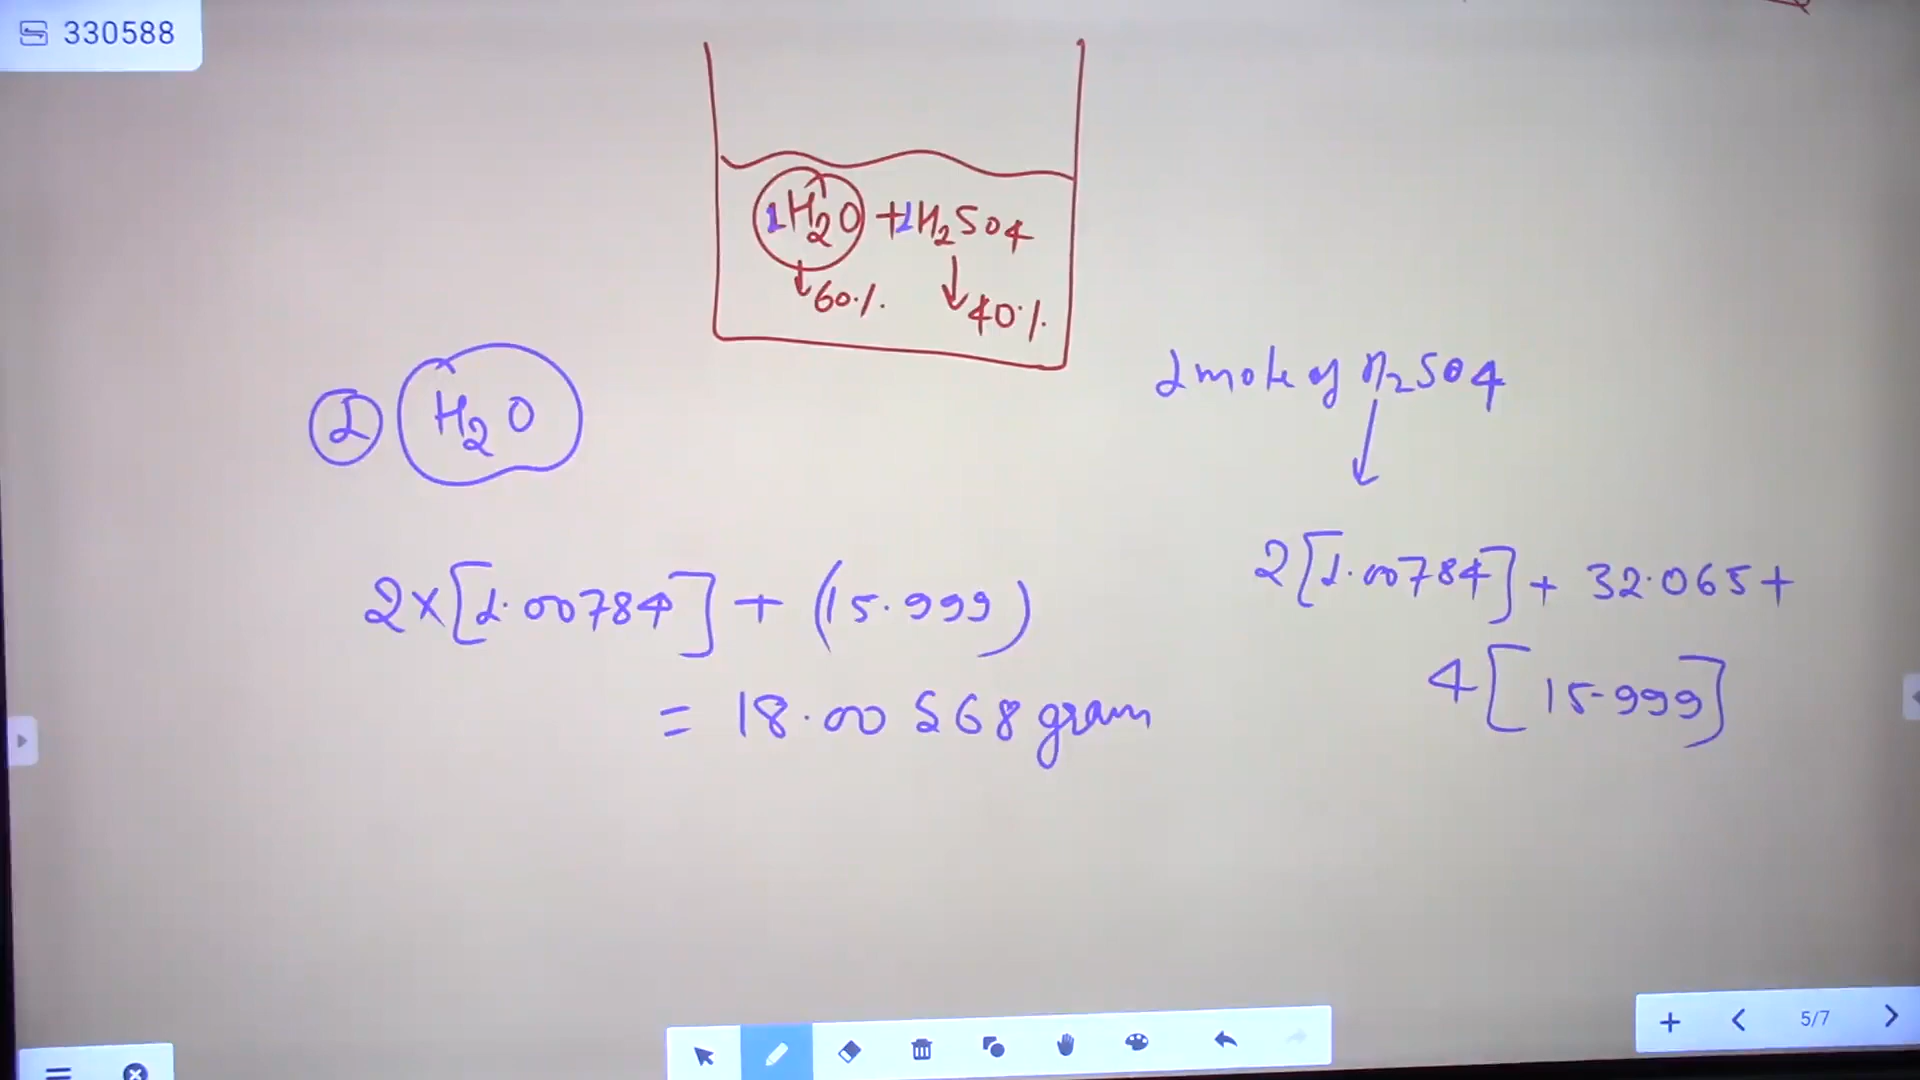 330588
1H2O + 1H2SO4
60%
40%
1 H2O
1 mole of H2SO4
2[1.00784] + 32.065 +
4[15.999]
2×[1.00784] + (15.999)
= 18.00568 gram
5/7